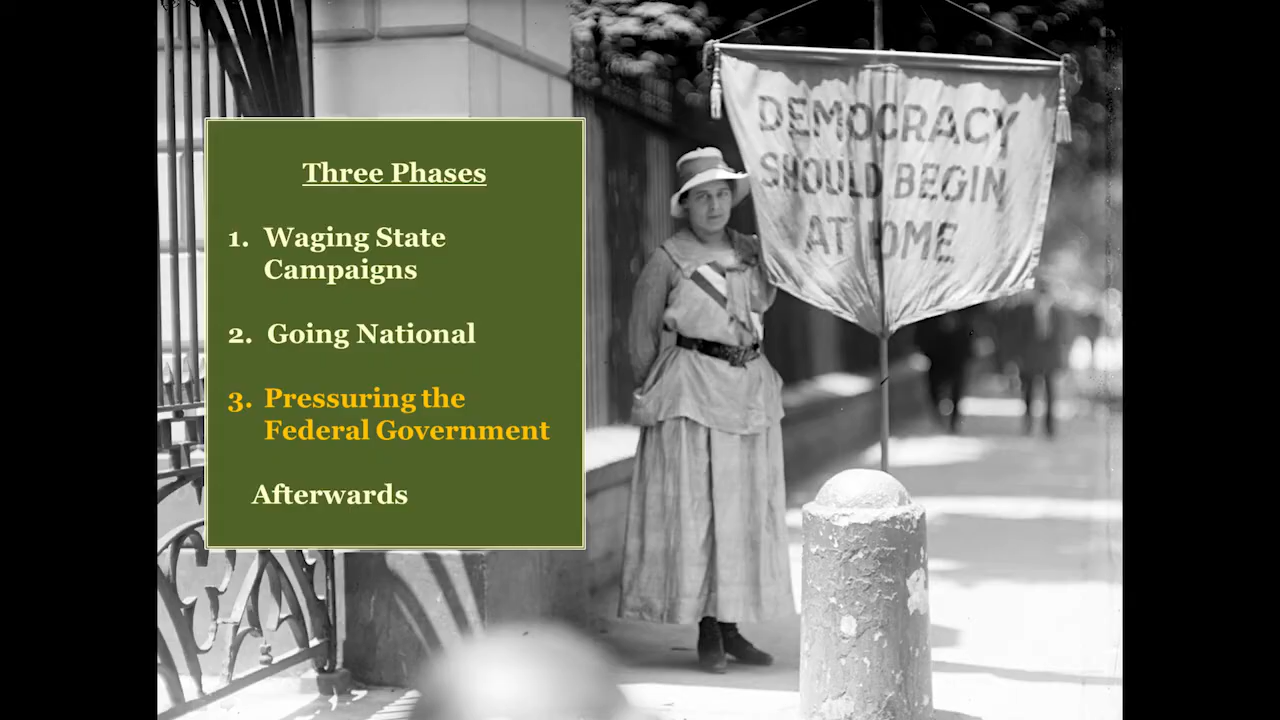 Three Phases
1. Waging State
Campaigns
2. Going National
3. Pressuring the
Federal Government
Afterwards
DEMOCRACY
SHOULD BEGIN
AT HOME